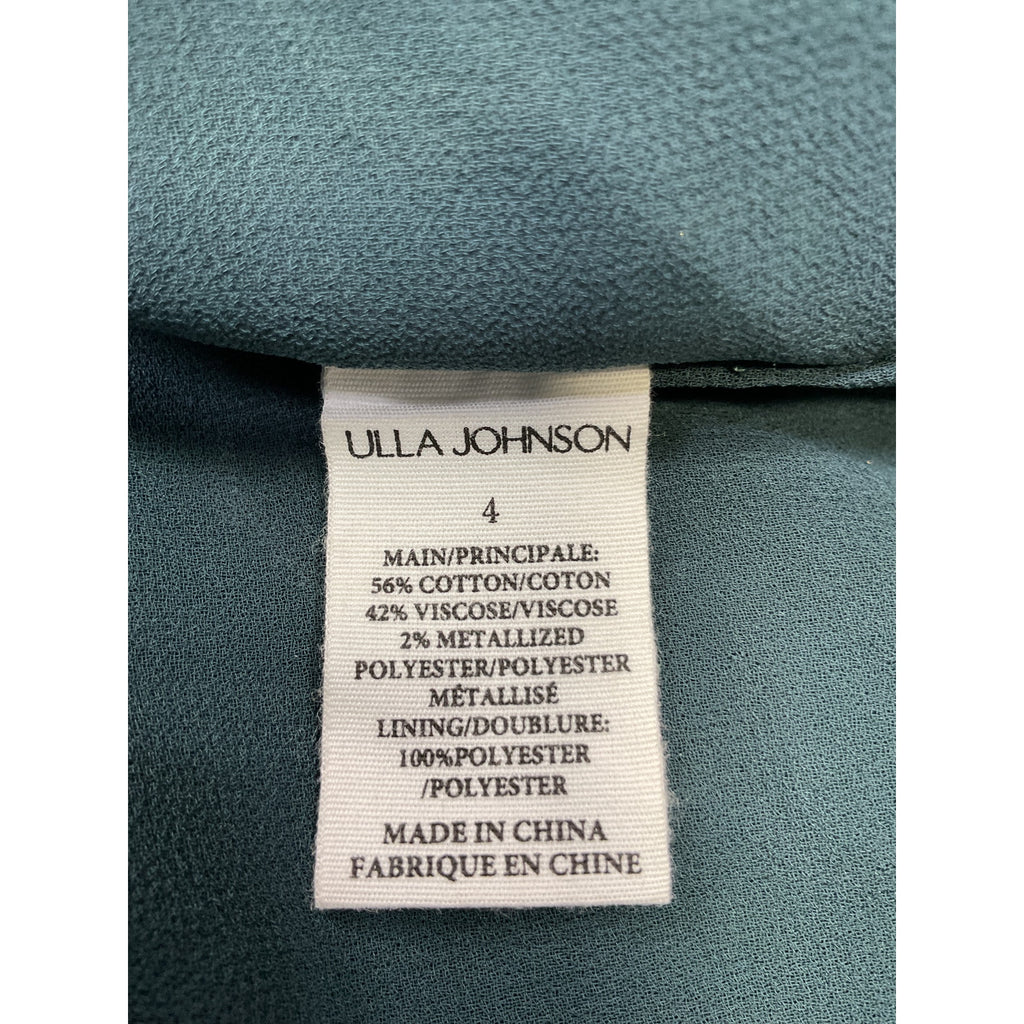 ULLA JOHNSON
4
MAIN/PRINCIPALE:
56% COTTON/COTON
42% VISCOSE/VISCOSE
2% METALLIZED
POLYESTER/POLYESTER
MÉTALLISÉ
LINING/DOUBLURE:
100%POLYESTER
/POLYESTER
MADE IN CHINA
FABRIQUE EN CHINE